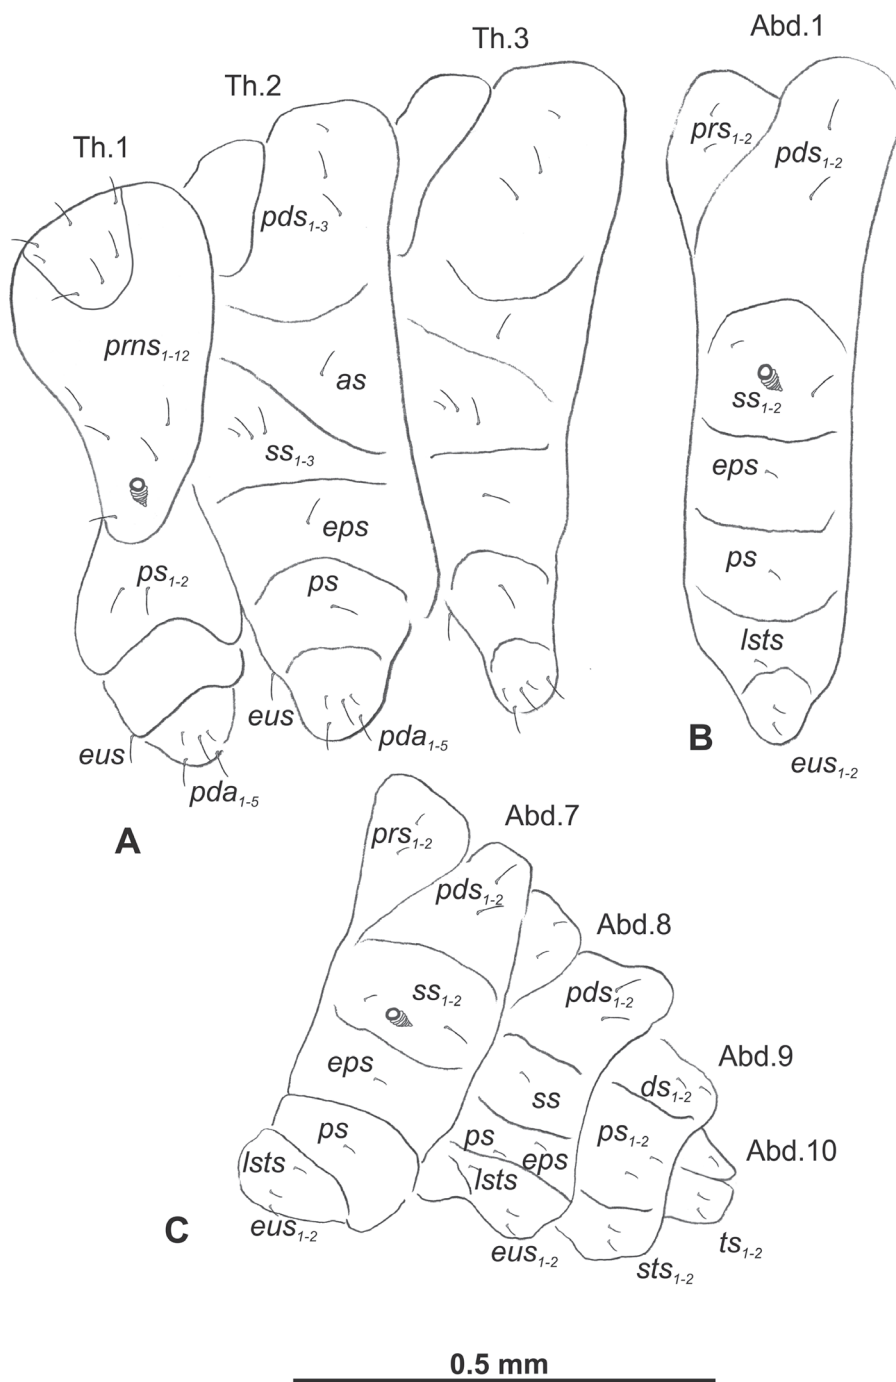 Th.1
Th.2
Th.3
Abd.1
prns1-12
ps1-2
eus
pda1-5
pds1-3
as
ss1-3
eps
ps
eus
pda1-5
A
prs1-2
pds1-2
ss1-2
eps
ps
lsts
eus1-2
B
Abd.7
prs1-2
pds1-2
ss1-2
eps
ps
lsts
eus1-2
Abd.8
pds1-2
ss
ps
eps
lsts
eus1-2
Abd.9
ds1-2
ps1-2
sts1-2
Abd.10
ts1-2
C
0.5 mm